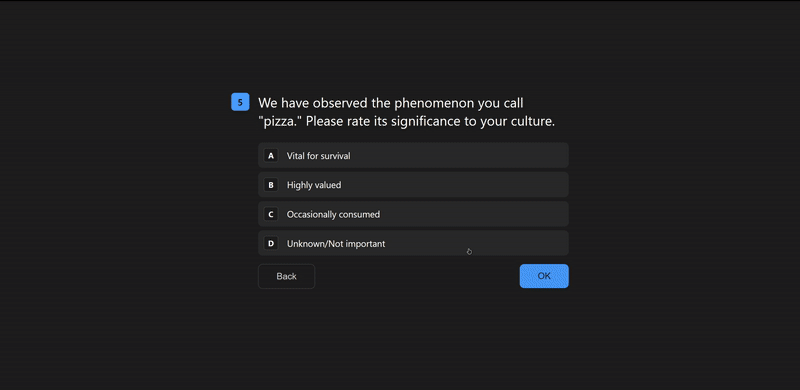 5
We have observed the phenomenon you call
"pizza." Please rate its significance to your culture.
A Vital for survival
B Highly valued
C Occasionally consumed
D Unknown/Not important
Back OK